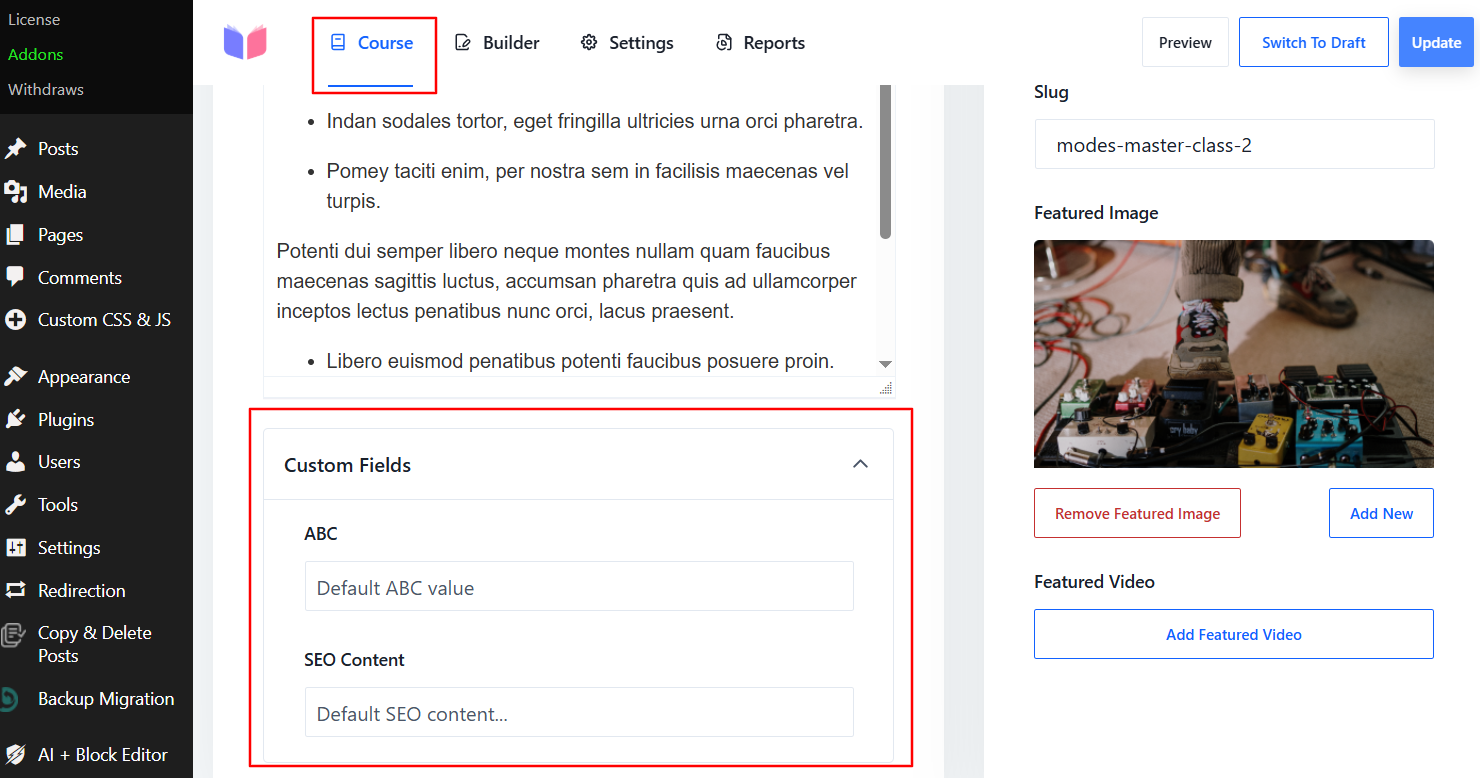 License
Addons
Withdraws
Posts
Media
Pages
Comments
Custom CSS & JS
Appearance
Plugins
Users
Tools
Settings
Redirection
Copy & Delete
Posts
Backup Migration
AI + Block Editor
Course
Builder
Settings
Reports
Preview
Switch To Draft
Update
Indan sodales tortor, eget fringilla ultricies urna orci pharetra.
Pomey taciti enim, per nostra sem in facilisis maecenas vel
turpis.
Potenti dui semper libero neque montes nullam quam faucibus
maecenas sagittis luctus, accumsan pharetra quis ad ullamcorper
inceptos lectus penatibus nunc orci, lacus praesent.
Libero euismod penatibus potenti faucibus posuere proin.
Custom Fields
ABC
Default ABC value
SEO Content
Default SEO content...
Slug
modes-master-class-2
Featured Image
cry baby
Remove Featured Image
Add New
Featured Video
Add Featured Video